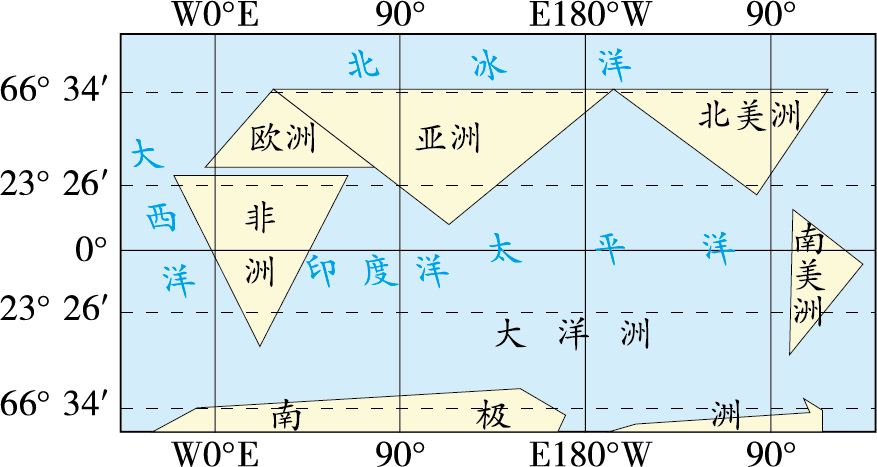 W0°E 90° E180°W 90°
北冰洋
66° 34′
北美洲
欧洲 亚洲
大西洋
23° 26′
非洲
南美洲
0°
太平洋
印度洋
23° 26′
大洋洲
66° 34′
南极洲
W0°E 90° E180°W 90°